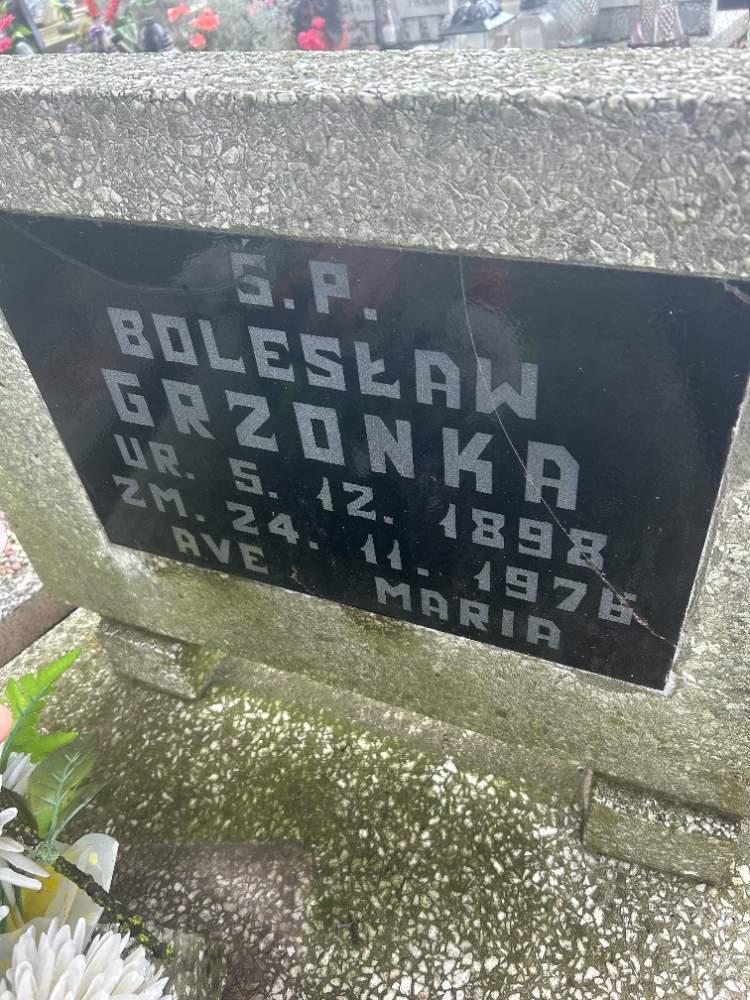 Ś. P.
BOLESŁAW
GRZONKA
UR. 5. 12. 1898
ZM. 24. 11. 1976
AVE MARIA